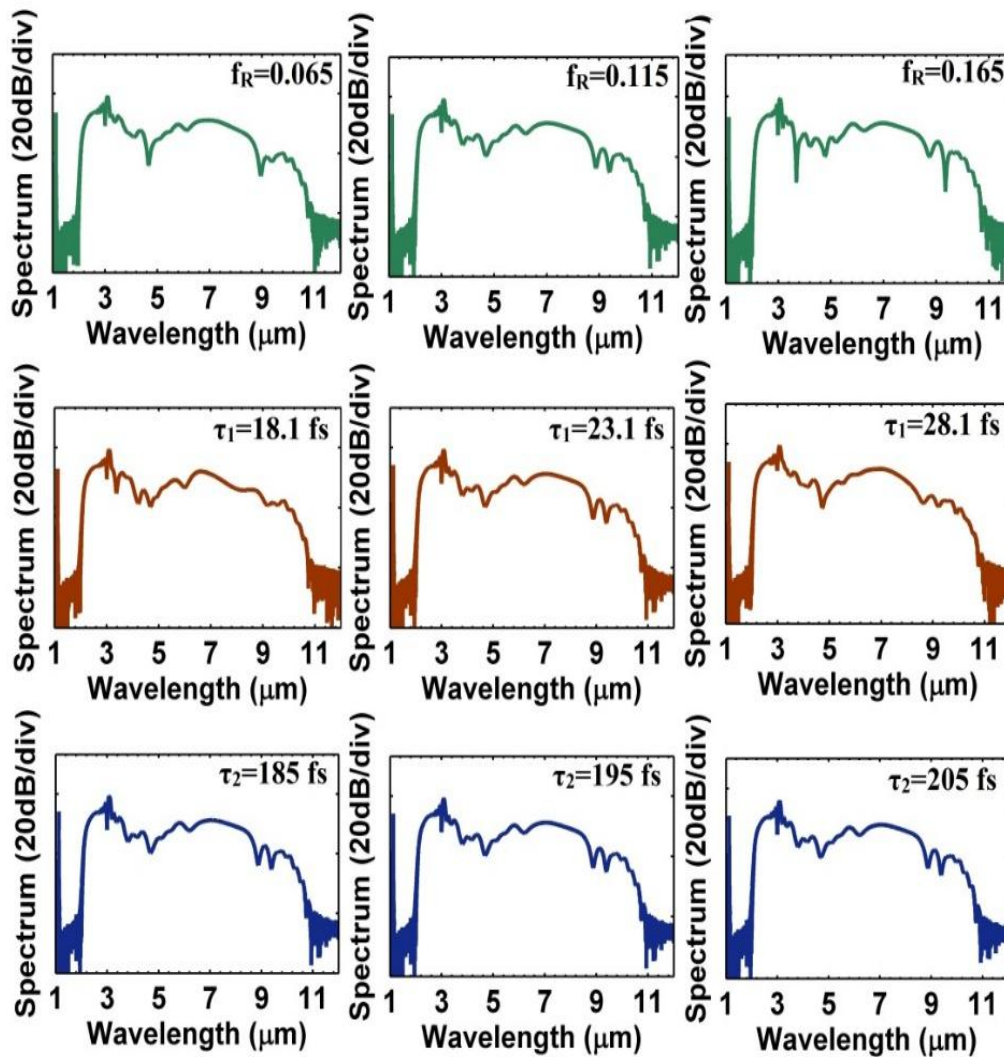 Spectrum (20dB/div)
f_R=0.065
1 3 5 7 9 11
Wavelength (μm)
Spectrum (20dB/div)
f_R=0.115
1 3 5 7 9 11
Wavelength (μm)
Spectrum (20dB/div)
f_R=0.165
1 3 5 7 9 11
Wavelength (μm)
Spectrum (20dB/div)
τ₁=18.1 fs
1 3 5 7 9 11
Wavelength (μm)
Spectrum (20dB/div)
τ₁=23.1 fs
1 3 5 7 9 11
Wavelength (μm)
Spectrum (20dB/div)
τ₁=28.1 fs
1 3 5 7 9 11
Wavelength (μm)
Spectrum (20dB/div)
τ₂=185 fs
1 3 5 7 9 11
Wavelength (μm)
Spectrum (20dB/div)
τ₂=195 fs
1 3 5 7 9 11
Wavelength (μm)
Spectrum (20dB/div)
τ₂=205 fs
1 3 5 7 9 11
Wavelength (μm)